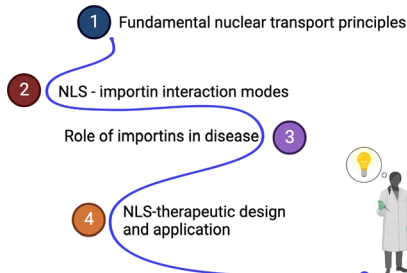 1 Fundamental nuclear transport principles
2 NLS - importin interaction modes
Role of importins in disease 3
4 NLS-therapeutic design
and application